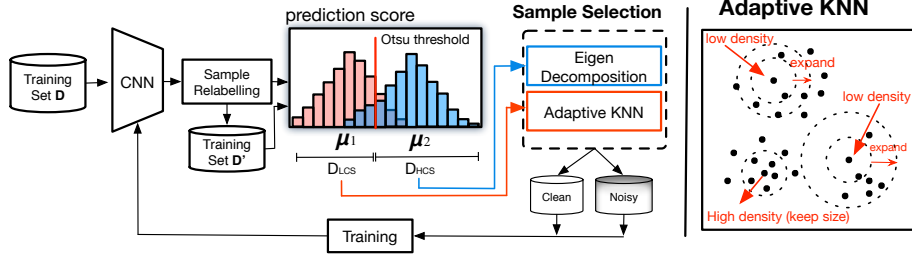 prediction score
Sample Selection
Adaptive KNN
Otsu threshold
low density
Eigen
Decomposition
expand
CNN
Training
Set D
Sample
Relabelling
low density
Adaptive KNN
Training
Set D'
μ1
μ2
expand
DLCS
DHCS
Clean
Noisy
High density (keep size)
Training